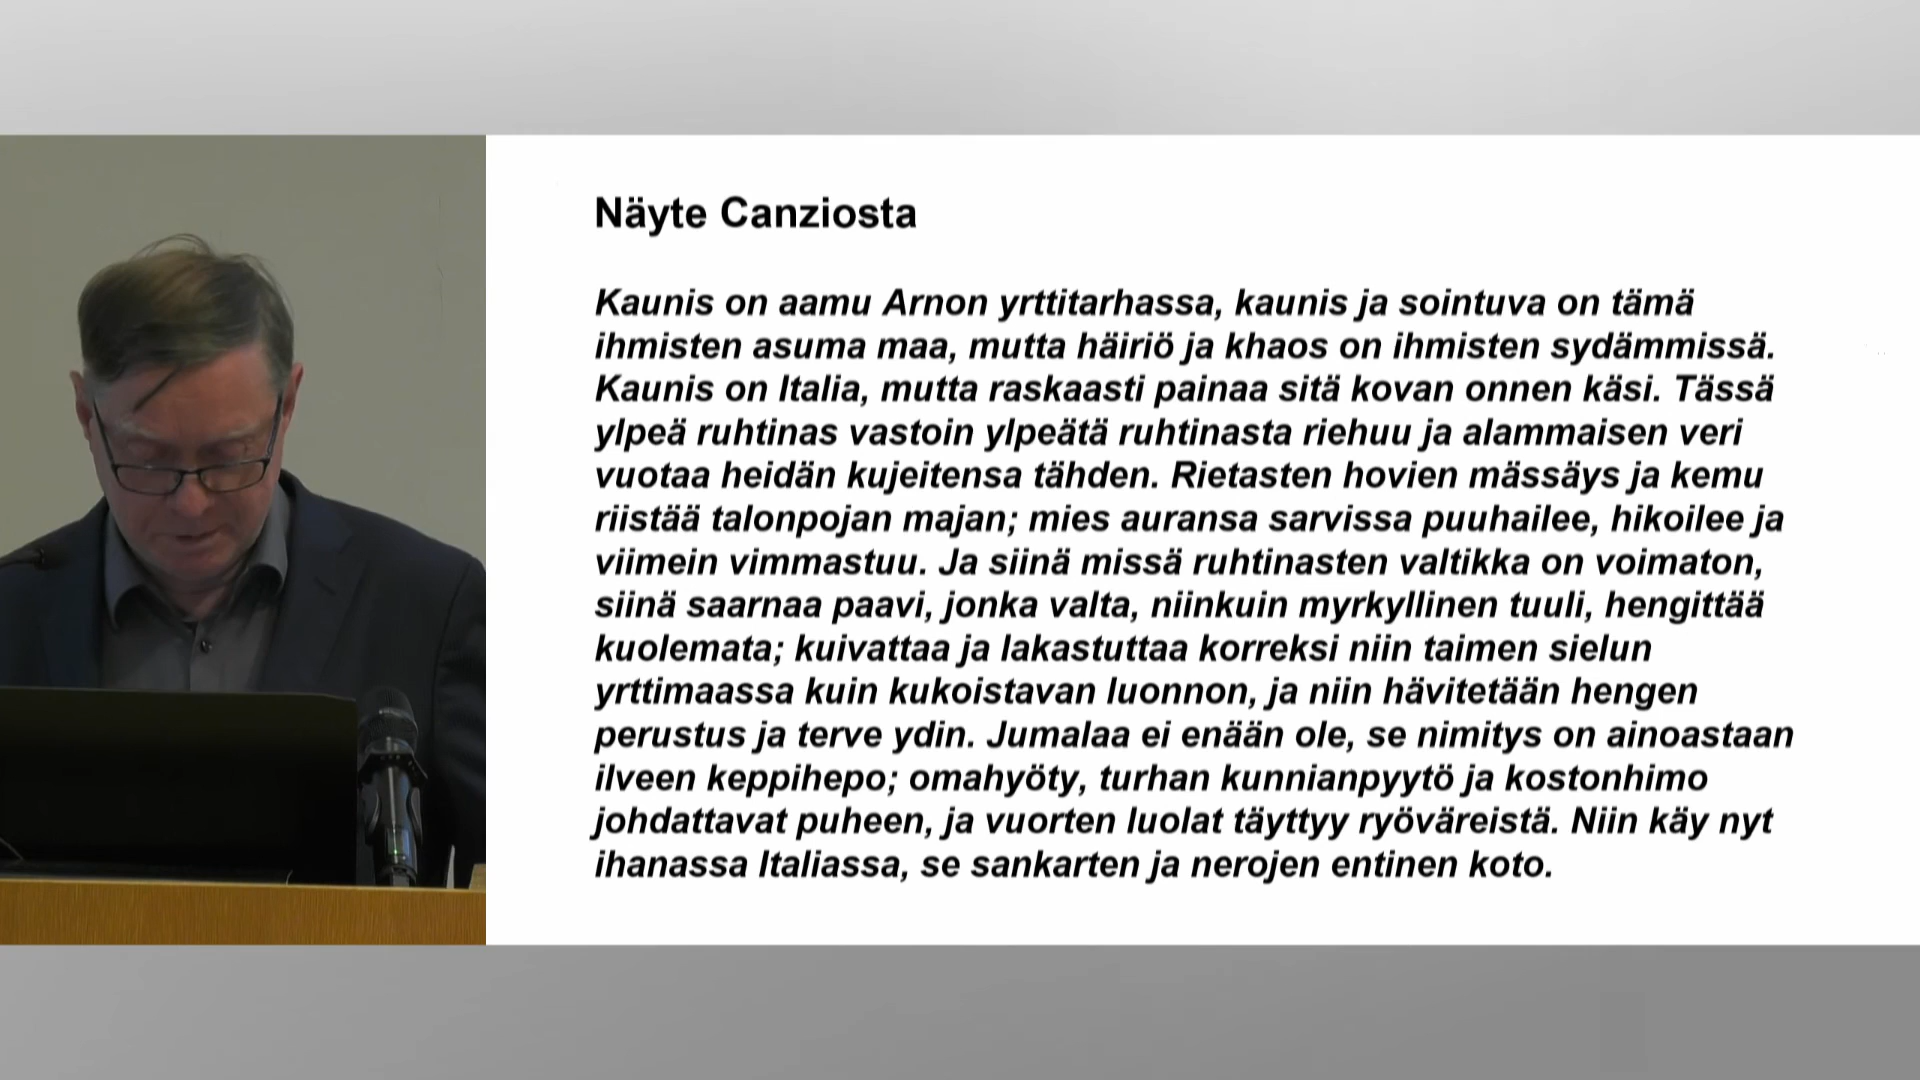 Näyte Canziosta
Kaunis on aamu Arnon yrttitarhassa, kaunis ja sointuva on tämä
ihmisten asuma maa, mutta häiriö ja khaos on ihmisten sydämmissä.
Kaunis on Italia, mutta raskaasti painaa sitä kovan onnen käsi. Tässä
ylpeä ruhtinas vastoin ylpeätä ruhtinasta riehuu ja alammaisen veri
vuotaa heidän kujeitensa tähden. Rietasten hovien mässäys ja kemu
riistää talonpojan majan; mies auransa sarvissa puuhailee, hikoilee ja
viimein vimmastuu. Ja siinä missä ruhtinasten valtikka on voimaton,
siinä saarnaa paavi, jonka valta, niinkuin myrkyllinen tuuli, hengittää
kuolemata; kuivattaa ja lakastuttaa korreksi niin taimen sielun
yrttimaassa kuin kukoistavan luonnon, ja niin hävitetään hengen
perustus ja terve ydin. Jumalaa ei enään ole, se nimitys on ainoastaan
ilveen keppihepo; omahyöty, turhan kunnianpyytö ja kostonhimo
johdattavat puheen, ja vuorten luolat täyttyy ryöväreistä. Niin käy nyt
ihanassa Italiassa, se sankarten ja nerojen entinen koto.